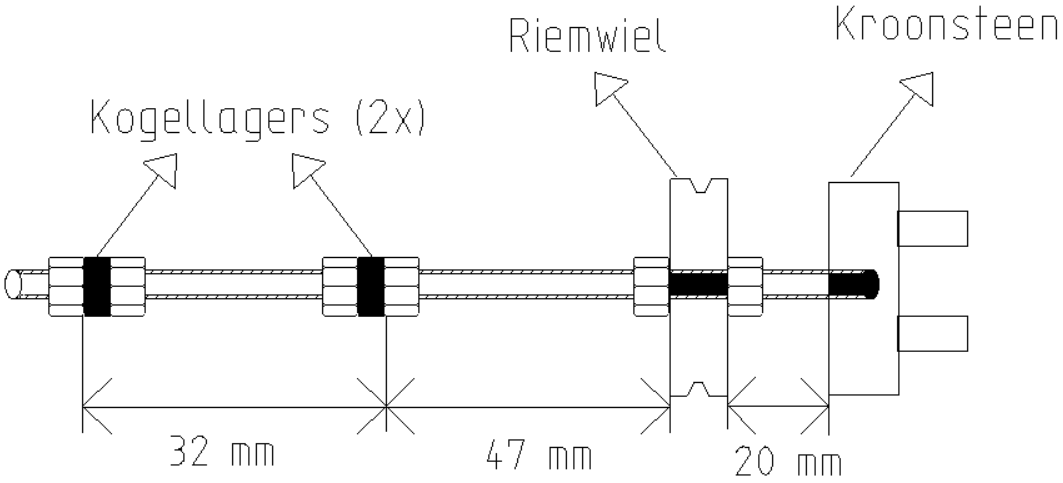 Riemwiel
Kroonsteen
Kogellagers (2x)
32 mm
47 mm
20 mm